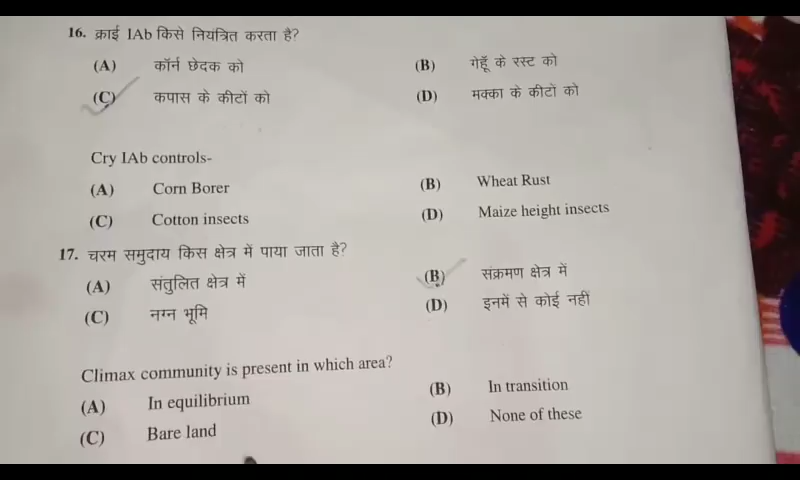 16. क्राई IAb किसे नियंत्रित करता है?
(A) कॉर्न छेदक को (B) गेहूँ के रस्ट को
(C) कपास के कीटों को (D) मक्का के कीटों को
Cry IAb controls-
(A) Corn Borer (B) Wheat Rust
(C) Cotton insects (D) Maize height insects
17. चरम समुदाय किस क्षेत्र में पाया जाता है?
(A) संतुलित क्षेत्र में (B) संक्रमण क्षेत्र में
(C) नग्न भूमि (D) इनमें से कोई नहीं
Climax community is present in which area?
(A) In equilibrium (B) In transition
(C) Bare land (D) None of these